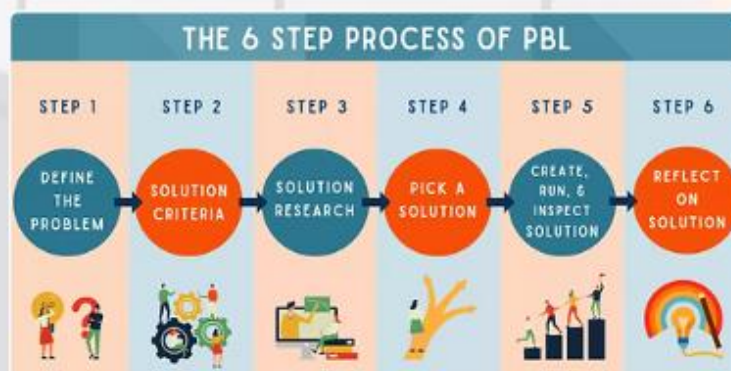 THE 6 STEP PROCESS OF PBL
STEP 1
DEFINE
THE
PROBLEM
STEP 2
SOLUTION
CRITERIA
STEP 3
SOLUTION
RESEARCH
STEP 4
PICK A
SOLUTION
STEP 5
CREATE,
RUN, &
INSPECT
SOLUTION
STEP 6
REFLECT
ON
SOLUTION